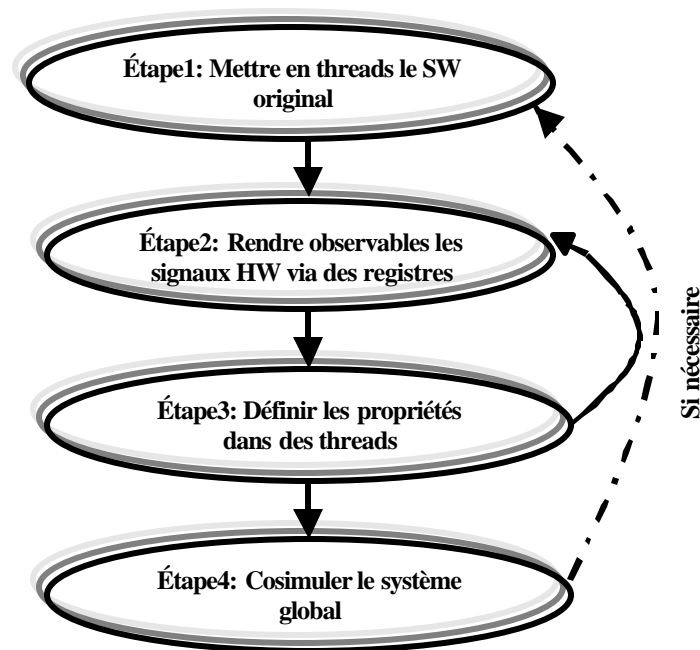 Étape1: Mettre en threads le SW
original
Étape2: Rendre observables les
signaux HW via des registres
Étape3: Définir les propriétés
dans des threads
Étape4: Cosimuler le système
global
Si nécessaire